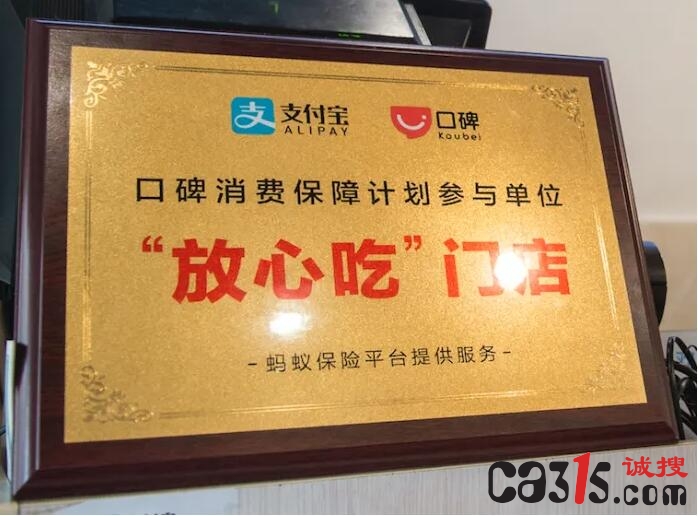 支付宝 口碑
ALIPAY Koubei
口碑消费保障计划参与单位
“放心吃”门店
-蚂蚁保险平台提供服务-
诚搜
ca315.com